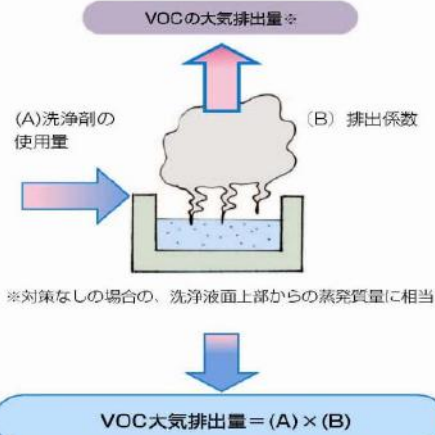 VOCの大気排出量※
(A)洗浄剤の
使用量
(B) 排出係数
※対策なしの場合の、洗浄液面上部からの蒸発質量に相当
VOC大気排出量=(A)×(B)